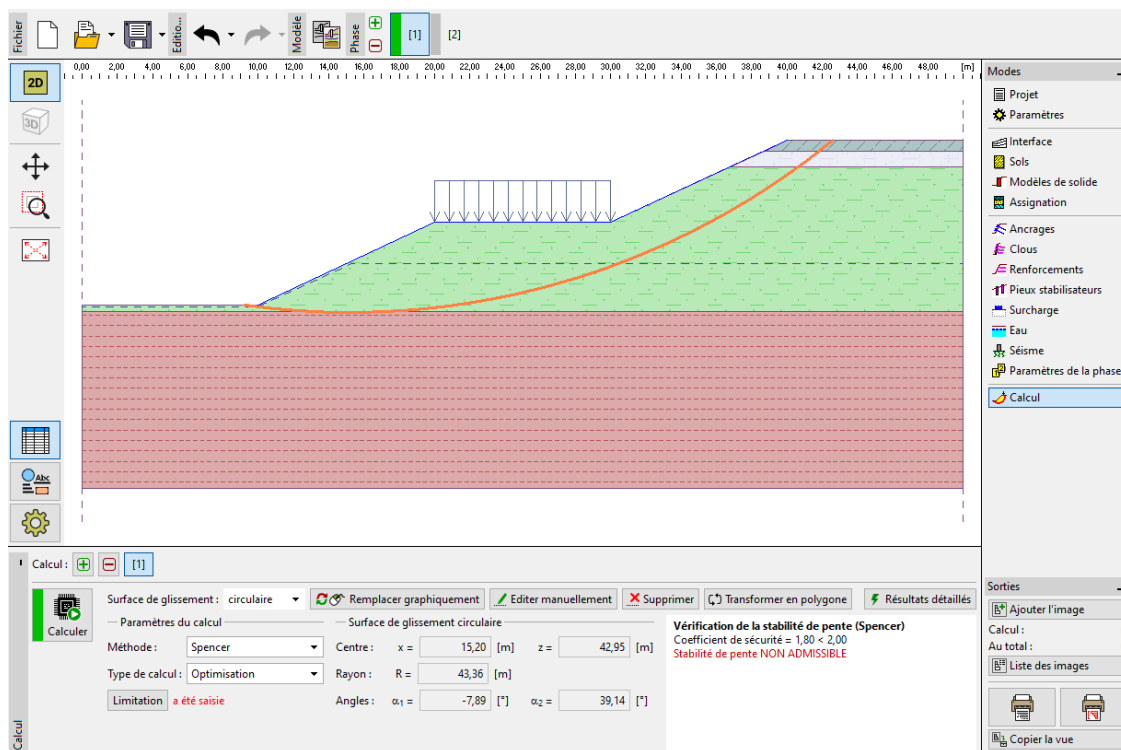 Fichier
Editio...
Modèle
Phase
[1]
[2]
2D
3D
0,00 2,00 4,00 6,00 8,00 10,00 12,00 14,00 16,00 18,00 20,00 22,00 24,00 26,00 28,00 30,00 32,00 34,00 36,00 38,00 40,00 42,00 44,00 46,00 48,00 [m]
Modes
Projet
Paramètres
Interface
Sols
Modèles de solide
Assignation
Ancrages
Clous
Renforcements
Pieux stabilisateurs
Surcharge
Eau
Séisme
Paramètres de la phase
Calcul
Abc
Calcul : [1]
Calculer
Surface de glissement : circulaire Remplacer graphiquement Editer manuellement Supprimer Transformer en polygone Résultats détaillés
Paramètres du calcul
Méthode : Spencer
Type de calcul : Optimisation
Limitation a été saisie
Surface de glissement circulaire
Centre : x = 15,20 [m] z = 42,95 [m]
Rayon : R = 43,36 [m]
Angles : α1 = -7,89 [°] α2 = 39,14 [°]
Vérification de la stabilité de pente (Spencer)
Coefficient de sécurité = 1,80 < 2,00
Stabilité de pente NON ADMISSIBLE
Calcul
Sorties
Ajouter l'image
Calcul :
Au total :
Liste des images
Copier la vue